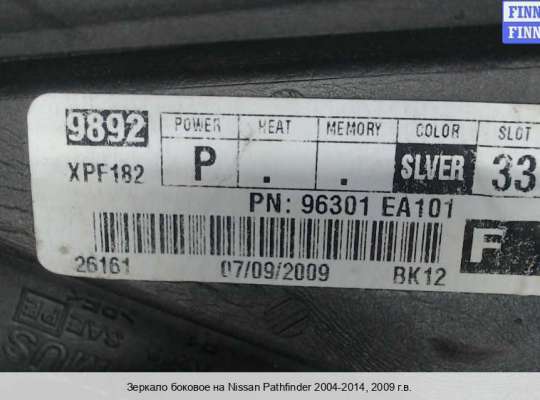 FINN
FINN
9892 POWER HEAT MEMORY COLOR SLOT
XPF182 P . . SLVER 33
PN: 96301 EA101
F
26161 07/09/2009 BK12
Зеркало боковое на Nissan Pathfinder 2004-2014, 2009 г.в.